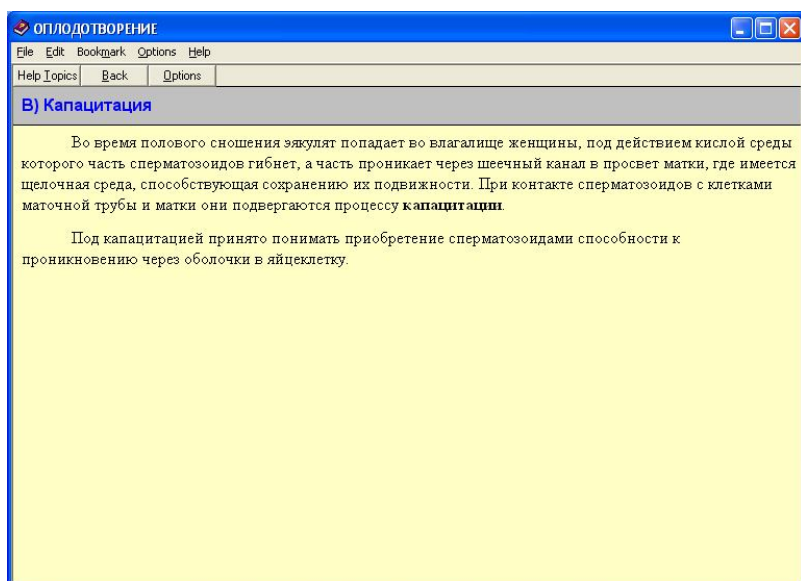 ОПЛОДОТВОРЕНИЕ
File Edit Bookmark Options Help
Help Topics Back Options
В) Капацитация
Во время полового сношения эякулят попадает во влагалище женщины, под действием кислой среды
которого часть сперматозоидов гибнет, а часть проникает через шеечный канал в просвет матки, где имеется
щелочная среда, способствующая сохранению их подвижности. При контакте сперматозоидов с клетками
маточной трубы и матки они подвергаются процессу капацитации.
Под капацитацией принято понимать приобретение сперматозоидами способности к
проникновению через оболочки в яйцеклетку.